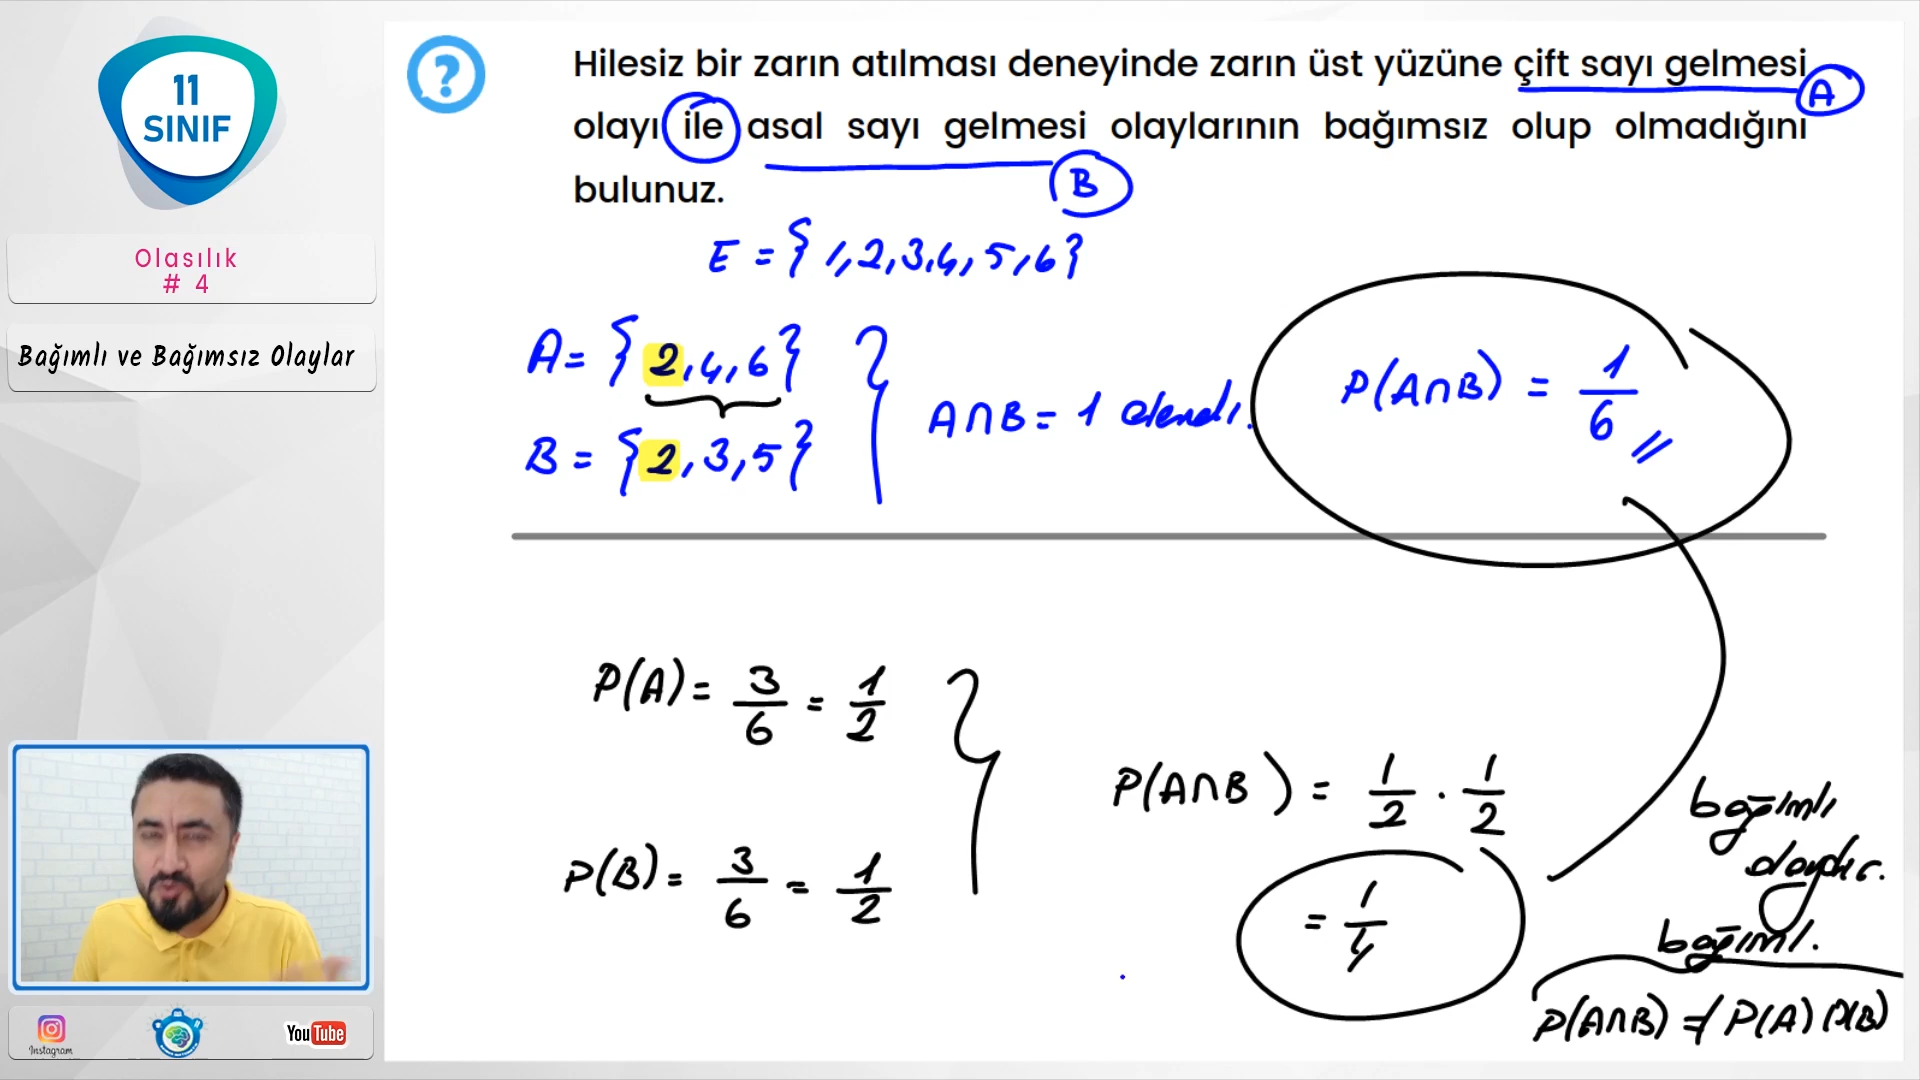 11
SINIF
Olasılık
# 4
Bağımlı ve Bağımsız Olaylar
Instagram
YouTube
Hilesiz bir zarın atılması deneyinde zarın üst yüzüne çift sayı gelmesi
A
olayı ile asal sayı gelmesi olaylarının bağımsız olup olmadığını
bulunuz.
B
E = {1,2,3,4,5,6}
A = {2,4,6}
B = {2,3,5}
A∩B = 1 elemanlı.
P(A∩B) = 1/6 //
P(A) = 3/6 = 1/2
P(B) = 3/6 = 1/2
P(A∩B) = 1/2 . 1/2
= 1/4
bağımlı
olaydır.
bağımlı.
P(A∩B) ≠ P(A) P(B)